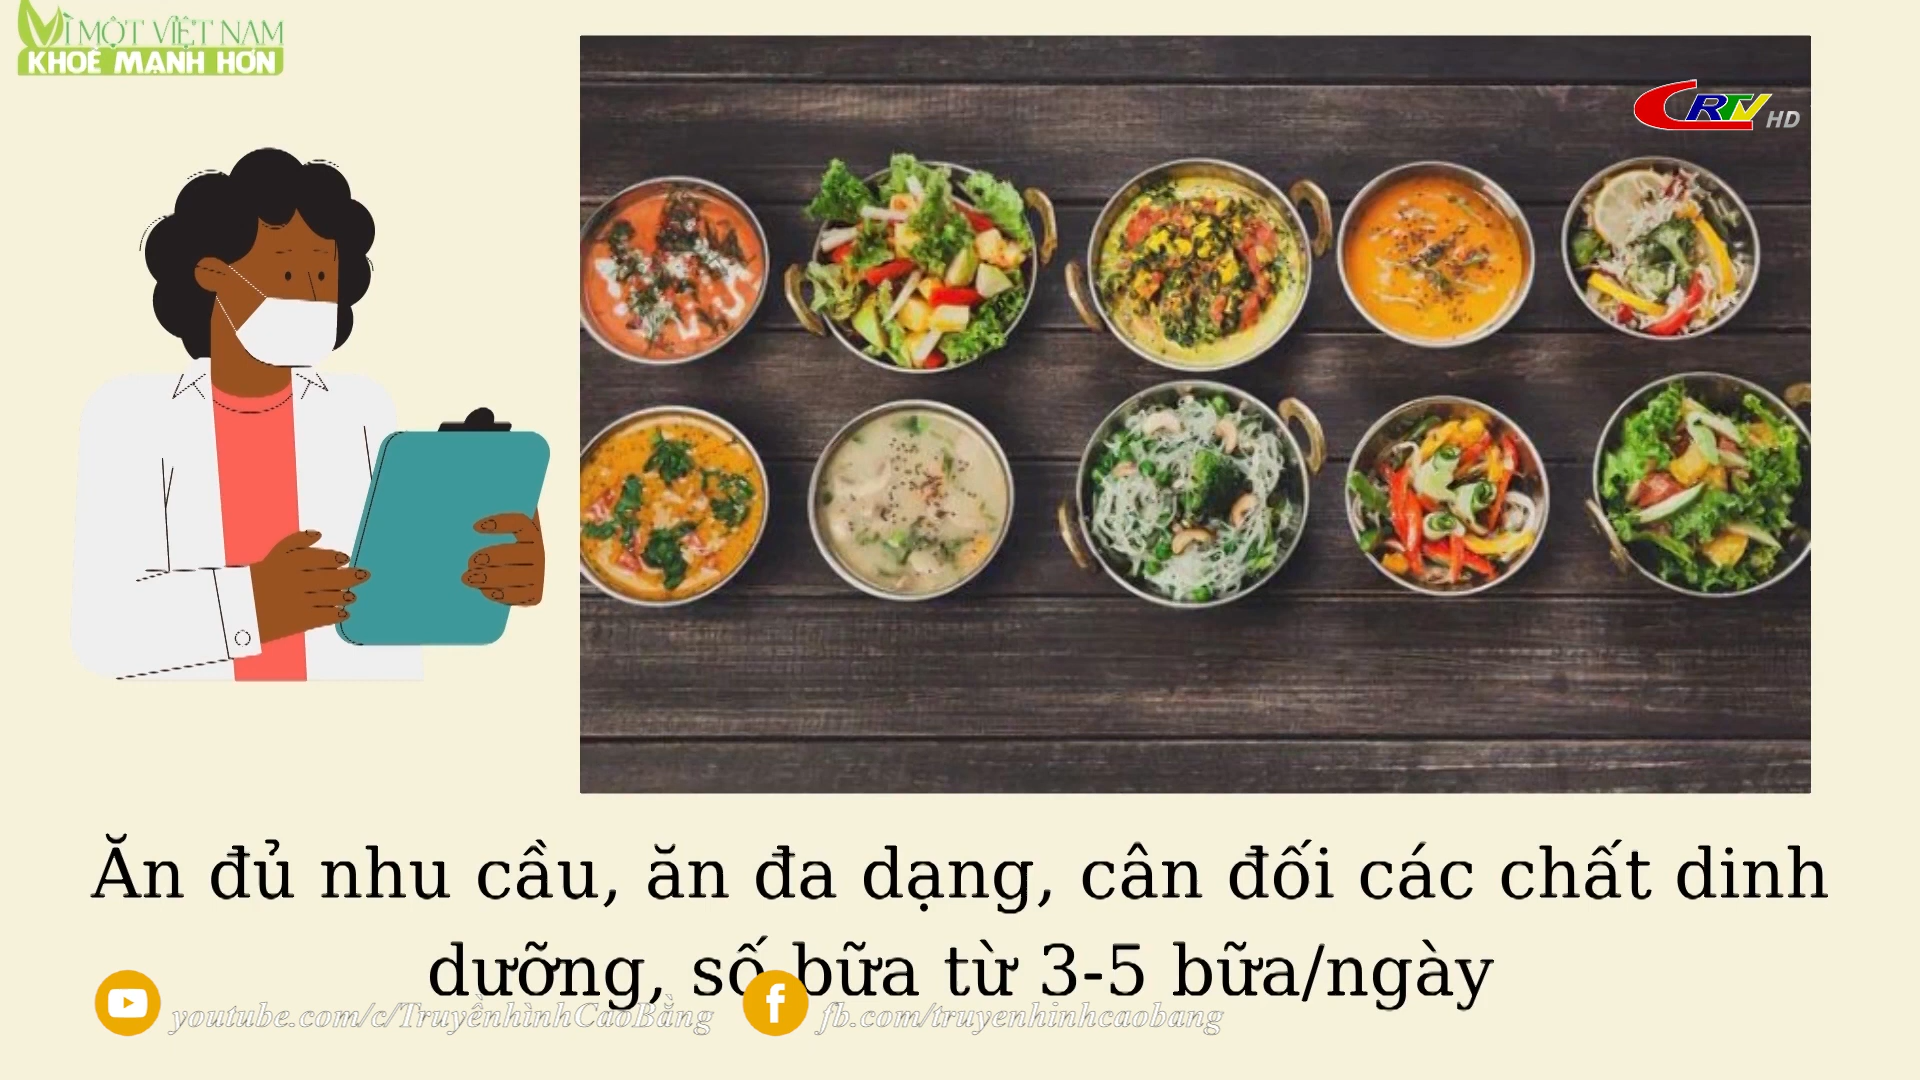 VÌ MỘT VIỆT NAM
KHOẺ MẠNH HƠN
CRTV HD
Ăn đủ nhu cầu, ăn đa dạng, cân đối các chất dinh
dưỡng, số bữa từ 3-5 bữa/ngày
youtube.com/c/TruyềnhìnhCaoBằng
fb.com/truyenhinhcaobang